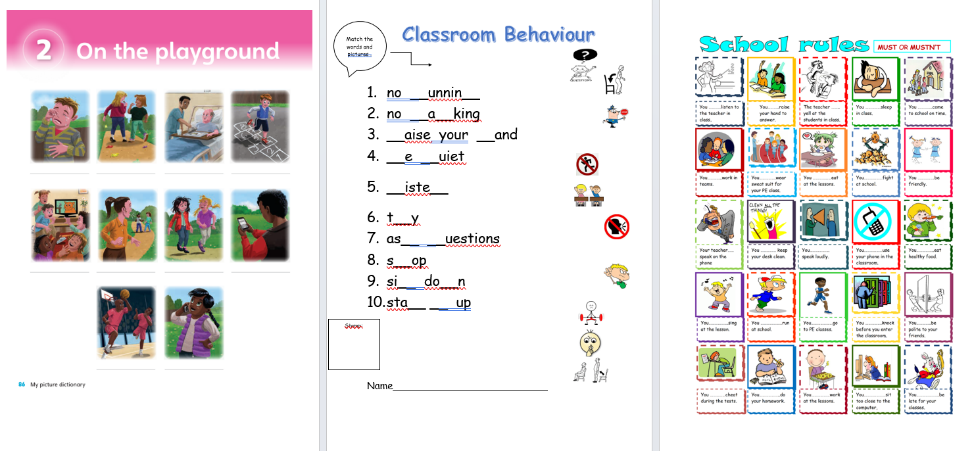 2 On the playground
86 My picture dictionary
Match the
words and
pictures
Classroom Behaviour
1. no __unnin__
2. no __a__king
3. __aise your __and
4. __e __uiet
5. __iste__
6. t__y
7. as____uestions
8. s__op
9. si__ do__n
10. sta__ __up
Stop
Name
School rules
MUST OR MUSTN'T
You.........listen to
the teacher in
class.
You..........raise
your hand to
answer.
The teacher........
yell at the
students in class.
You..........sleep
in class.
You...........come
to school on time.
You...........work in
teams.
You...........wear
sweat suit for
your PE class.
You............eat
at the lessons.
You............fight
at school.
You...........be
friendly.
Your teacher......
speak on the
phone
CLEAN ALL THE
THINGS!
You...........keep
your desk clean.
You...........
speak loudly.
You...........use
your phone in the
classroom.
You...........eat
healthy food.
You...........sing
at the lesson.
You ...........run
at school.
You...........go
to PE classes.
You...........knock
before you enter
the classroom.
You...........be
polite to your
friends.
You ...........cheat
during the tests.
You...........do
your homework.
You...........work
at the lessons.
You...........sit
too close to the
computer.
You...........be
late for your
classes.